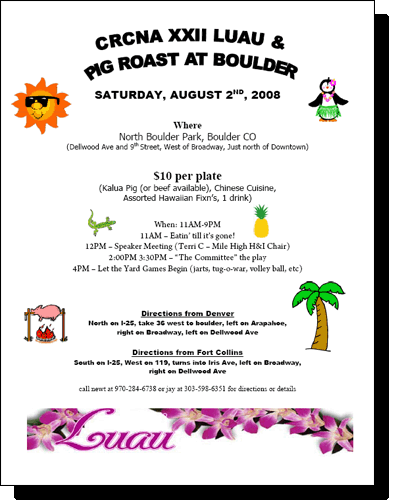 CRCNA XXII LUAU &
PIG ROAST AT BOULDER
SATURDAY, AUGUST 2ND, 2008
Where
North Boulder Park, Boulder CO
(Dellwood Ave and 9th Street, West of Broadway, Just north of Downtown)
$10 per plate
(Kalua Pig (or beef available), Chinese Cuisine,
Assorted Hawaiian Fixn's, 1 drink)
When: 11AM-9PM
11AM – Eatin' till it's gone!
12PM – Speaker Meeting (Terri C – Mile High H&I Chair)
2:00PM 3:30PM – "The Committee" the play
4PM – Let the Yard Games Begin (jarts, tug-o-war, volley ball, etc)
Directions from Denver
North on I-25, take 36 west to boulder, left on Arapahoe,
right on Broadway, left on Dellwood Ave
Directions from Fort Collins
South on I-25, West on 119, turns into Iris Ave, left on Broadway,
right on Dellwood Ave
call newt at 970-284-6738 or jay at 303-598-6351 for directions or details
Luau